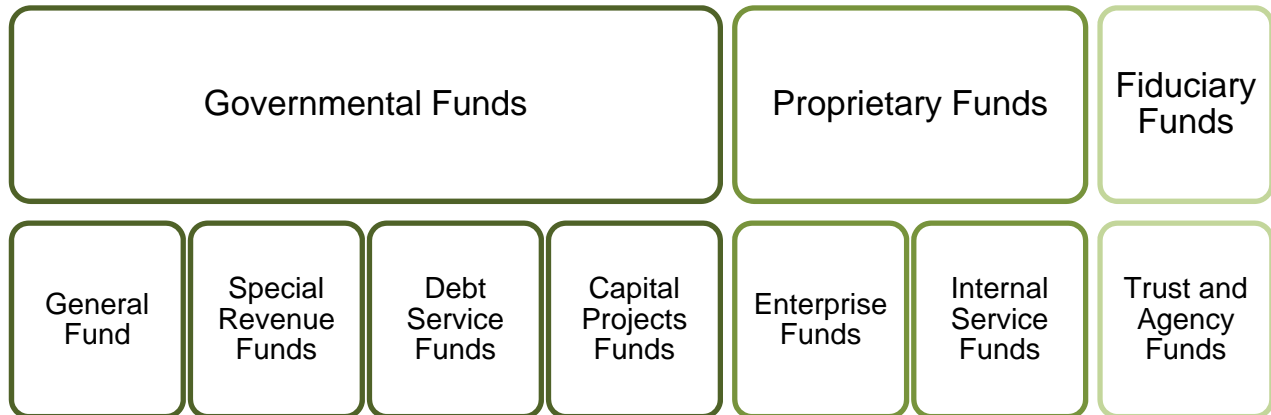 Governmental Funds
Proprietary Funds
Fiduciary
Funds
General
Fund
Special
Revenue
Funds
Debt
Service
Funds
Capital
Projects
Funds
Enterprise
Funds
Internal
Service
Funds
Trust and
Agency
Funds